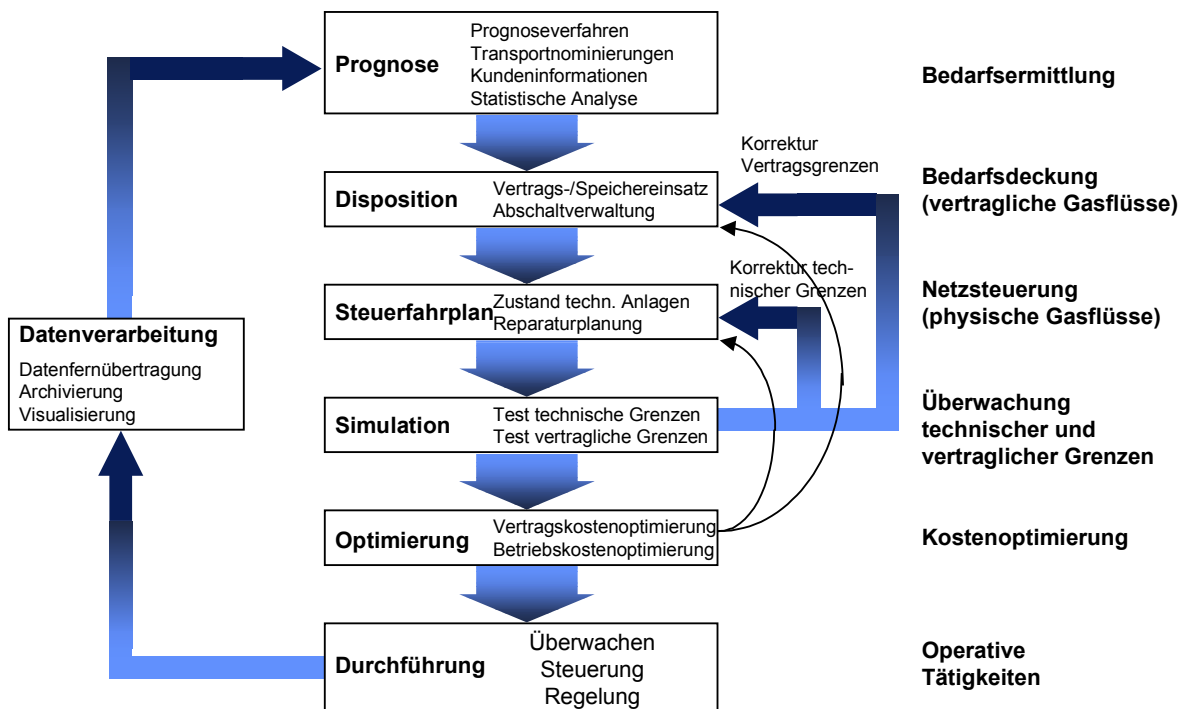 Prognose
Prognoseverfahren
Transportnominierungen
Kundeninformationen
Statistische Analyse
Bedarfsermittlung
Korrektur
Vertragsgrenzen
Disposition
Vertrags-/Speichereinsatz
Abschaltverwaltung
Bedarfsdeckung
(vertragliche Gasflüsse)
Korrektur tech-
nischer Grenzen
Steuerfahrplan
Zustand techn. Anlagen
Reparaturplanung
Netzsteuerung
(physische Gasflüsse)
Datenverarbeitung
Datenfernübertragung
Archivierung
Visualisierung
Simulation
Test technische Grenzen
Test vertragliche Grenzen
Überwachung
technischer und
vertraglicher Grenzen
Optimierung
Vertragskostenoptimierung
Betriebskostenoptimierung
Kostenoptimierung
Durchführung
Überwachen
Steuerung
Regelung
Operative
Tätigkeiten